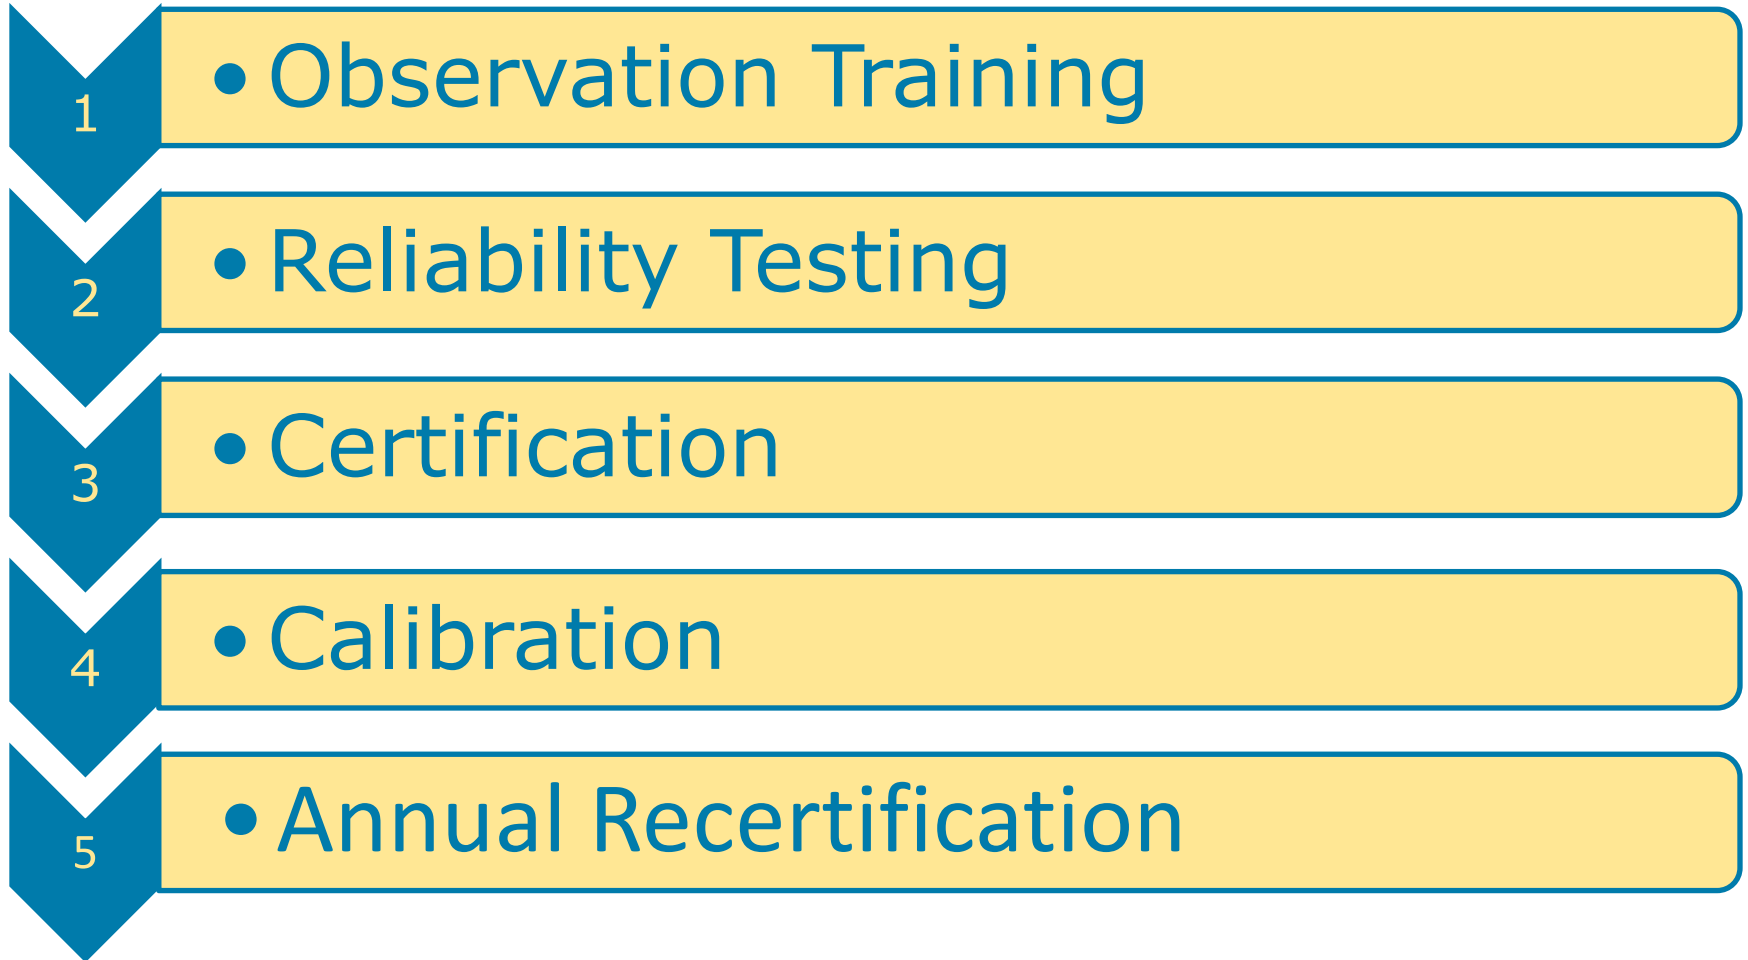 1
• Observation Training
2
• Reliability Testing
3
• Certification
4
• Calibration
5
• Annual Recertification